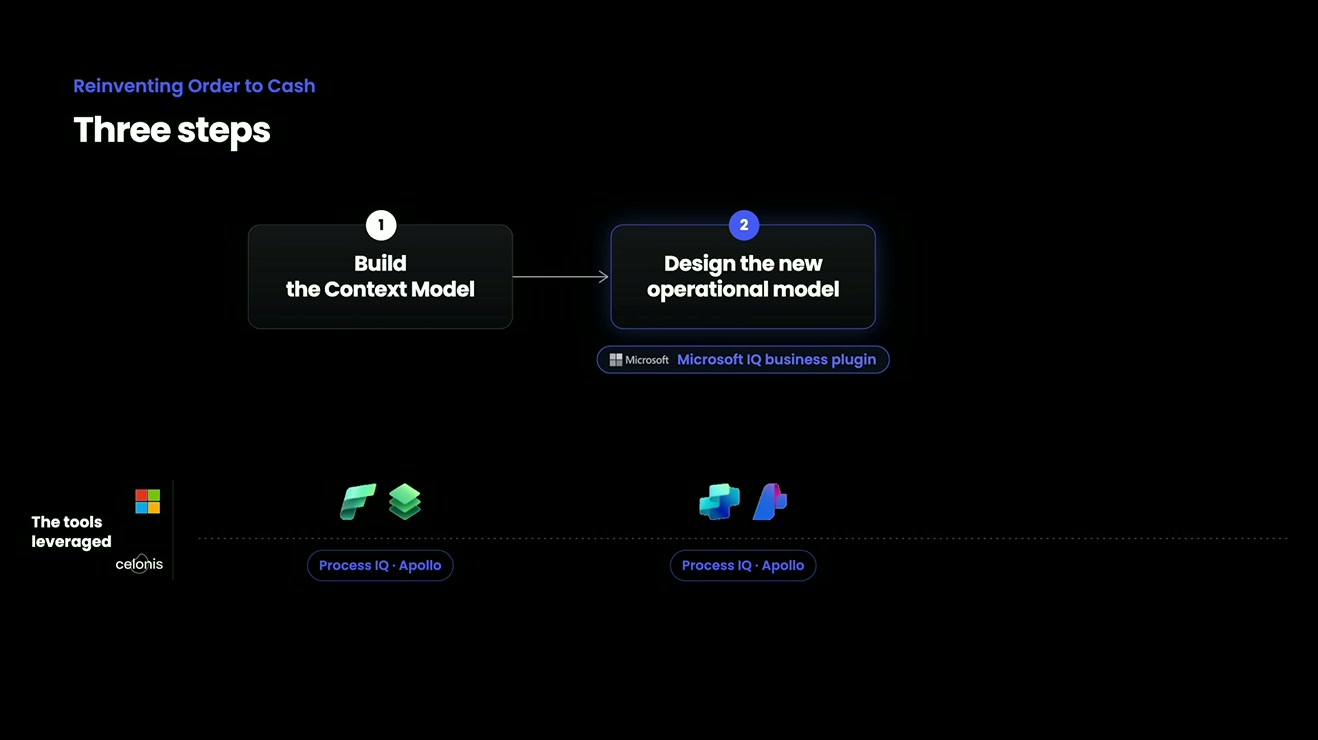 Reinventing Order to Cash
Three steps
1
Build
the Context Model
2
Design the new
operational model
Microsoft Microsoft IQ business plugin
The tools
leveraged
celonis
Process IQ · Apollo
Process IQ · Apollo